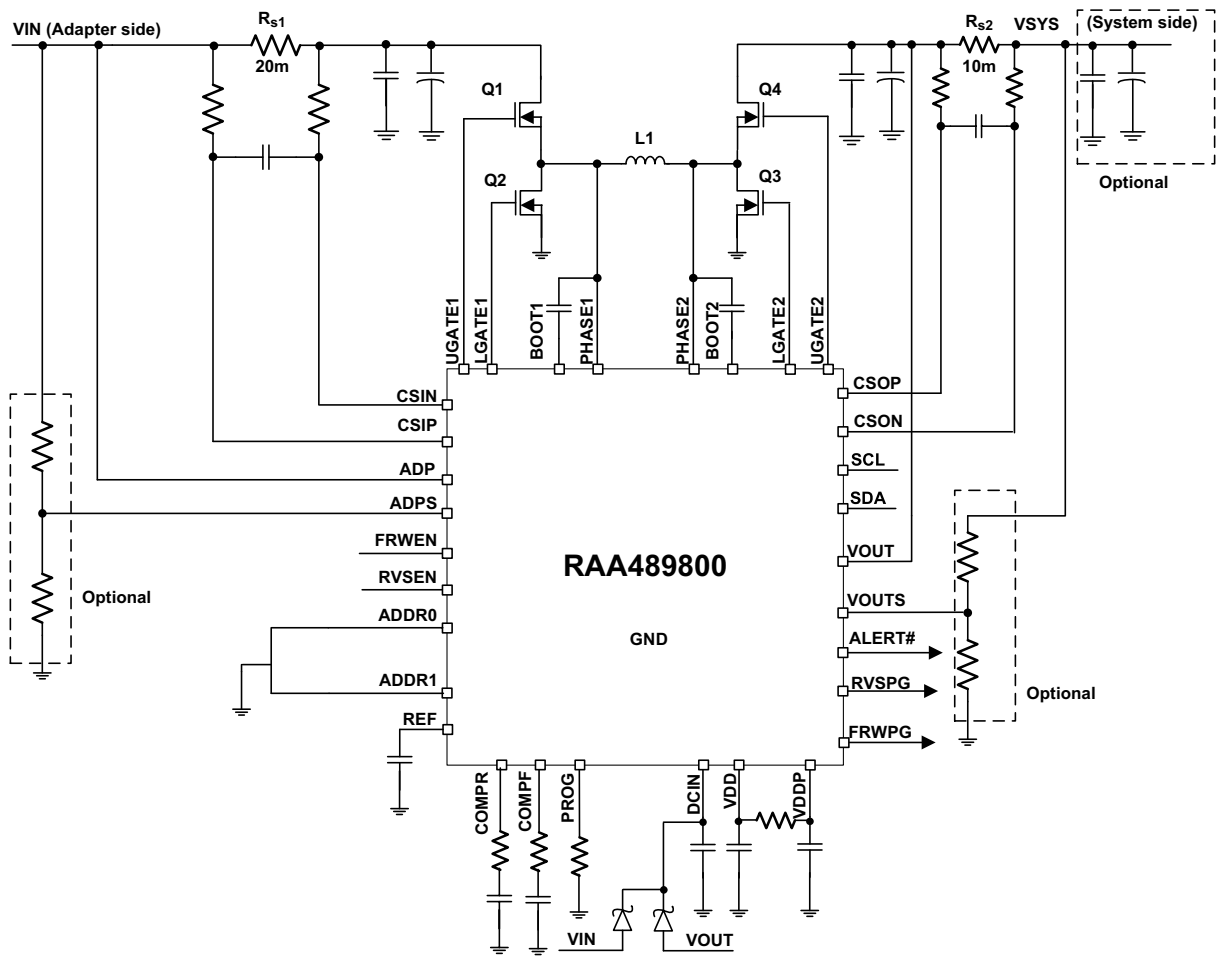 VIN (Adapter side)
Rs1
20m
Rs2
10m
VSYS
(System side)
Optional
Q1
Q4
L1
Q2
Q3
UGATE1
LGATE1
BOOT1
PHASE1
PHASE2
BOOT2
LGATE2
UGATE2
CSIN
CSIP
ADP
ADPS
FRWEN
RVSEN
ADDR0
ADDR1
REF
Optional
RAA489800
GND
CSOP
CSON
SCL
SDA
VOUT
VOUTS
ALERT#
RVSPG
FRWPG
Optional
COMPR
COMPF
PROG
DCIN
VDD
VDDP
VIN
VOUT